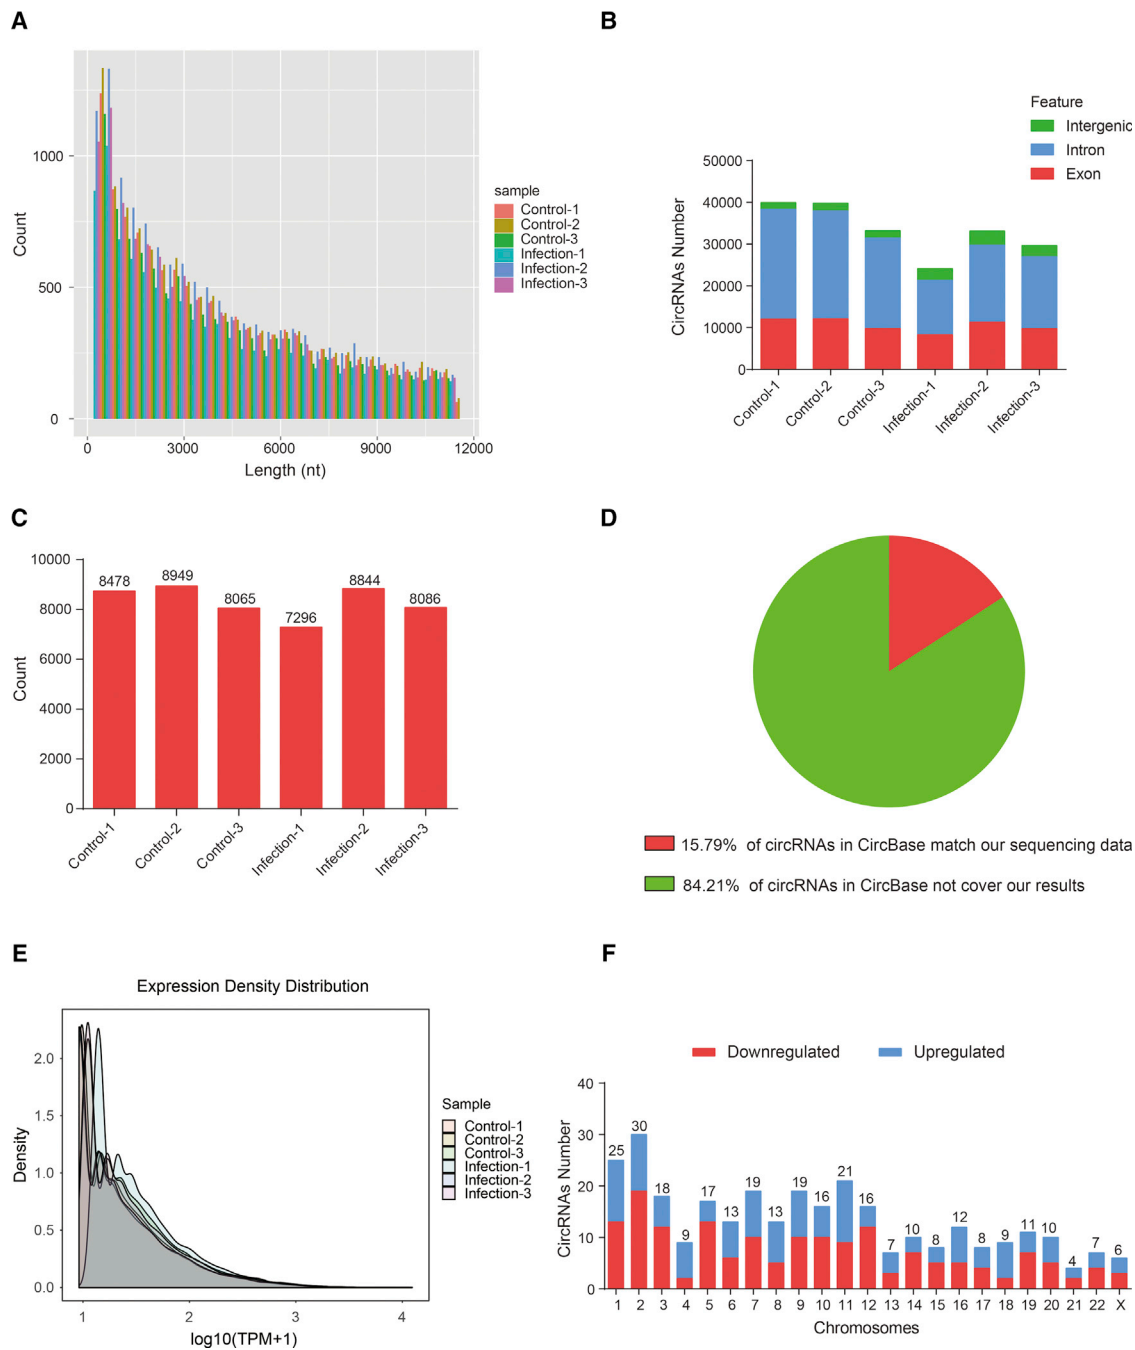 A
1000
500
0
Count
0 3000 6000 9000 12000
Length (nt)
sample
Control-1
Control-2
Control-3
Infection-1
Infection-2
Infection-3
B
Feature
Intergenic
Intron
Exon
50000
40000
30000
20000
10000
0
CircRNAs Number
Control-1 Control-2 Control-3 Infection-1 Infection-2 Infection-3
C
10000
8000
6000
4000
2000
0
Count
8478 8949 8065 7296 8844 8086
Control-1 Control-2 Control-3 Infection-1 Infection-2 Infection-3
D
15.79% of circRNAs in CircBase match our sequencing data
84.21% of circRNAs in CircBase not cover our results
E
Expression Density Distribution
2.0
1.5
1.0
0.5
0.0
Density
1 2 3 4
log10(TPM+1)
Sample
Control-1
Control-2
Control-3
Infection-1
Infection-2
Infection-3
F
Downregulated Upregulated
40
30
20
10
0
CircRNAs Number
25 30 18 9 17 13 19 13 19 16 21 16 7 10 8 12 8 9 11 10 4 7 6
1 2 3 4 5 6 7 8 9 10 11 12 13 14 15 16 17 18 19 20 21 22 X
Chromosomes